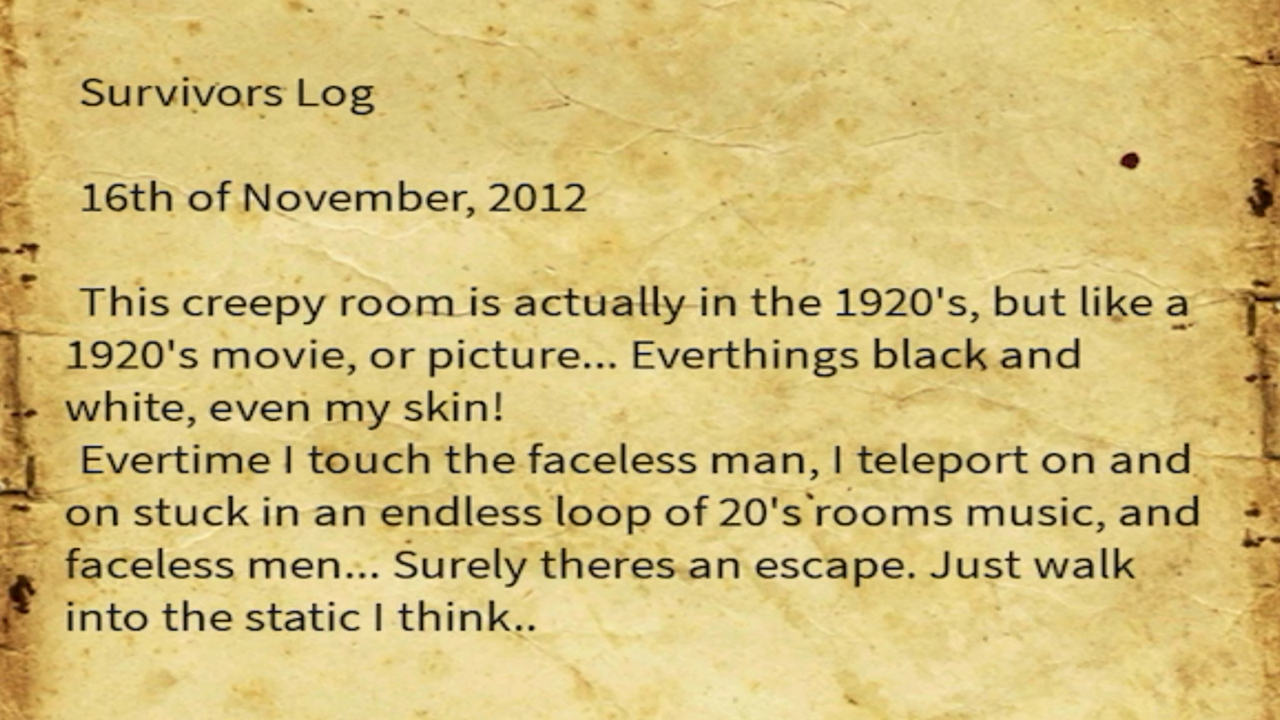 Survivors Log
16th of November, 2012
This creepy room is actually in the 1920's, but like a
1920's movie, or picture... Everthings black and
white, even my skin!
Evertime I touch the faceless man, I teleport on and
on stuck in an endless loop of 20's rooms music, and
faceless men... Surely theres an escape. Just walk
into the static I think..